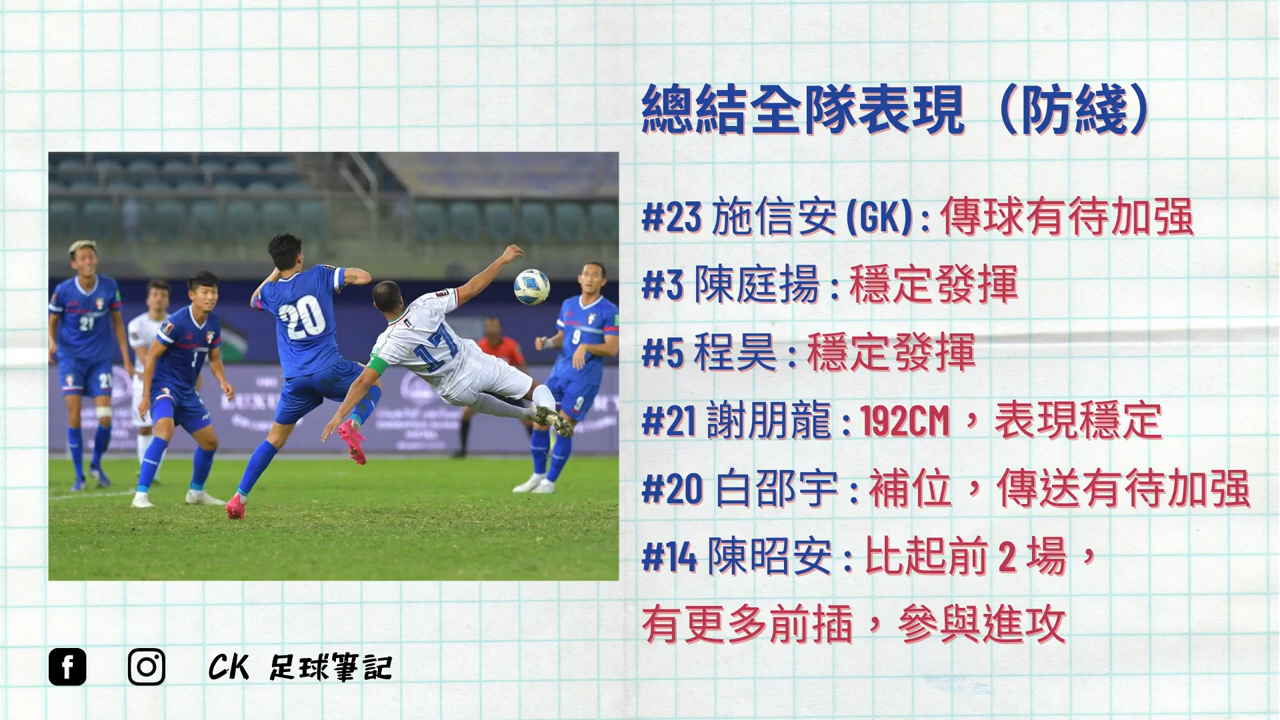 總結全隊表現（防綫）
#23 施信安 (GK) : 傳球有待加强
#3 陳庭揚 : 穩定發揮
#5 程昊 : 穩定發揮
#21 謝朋龍 : 192CM，表現穩定
#20 白邵宇 : 補位，傳送有待加强
#14 陳昭安 : 比起前 2 場，
有更多前插，參與進攻
21
20
17
9
CK 足球筆記